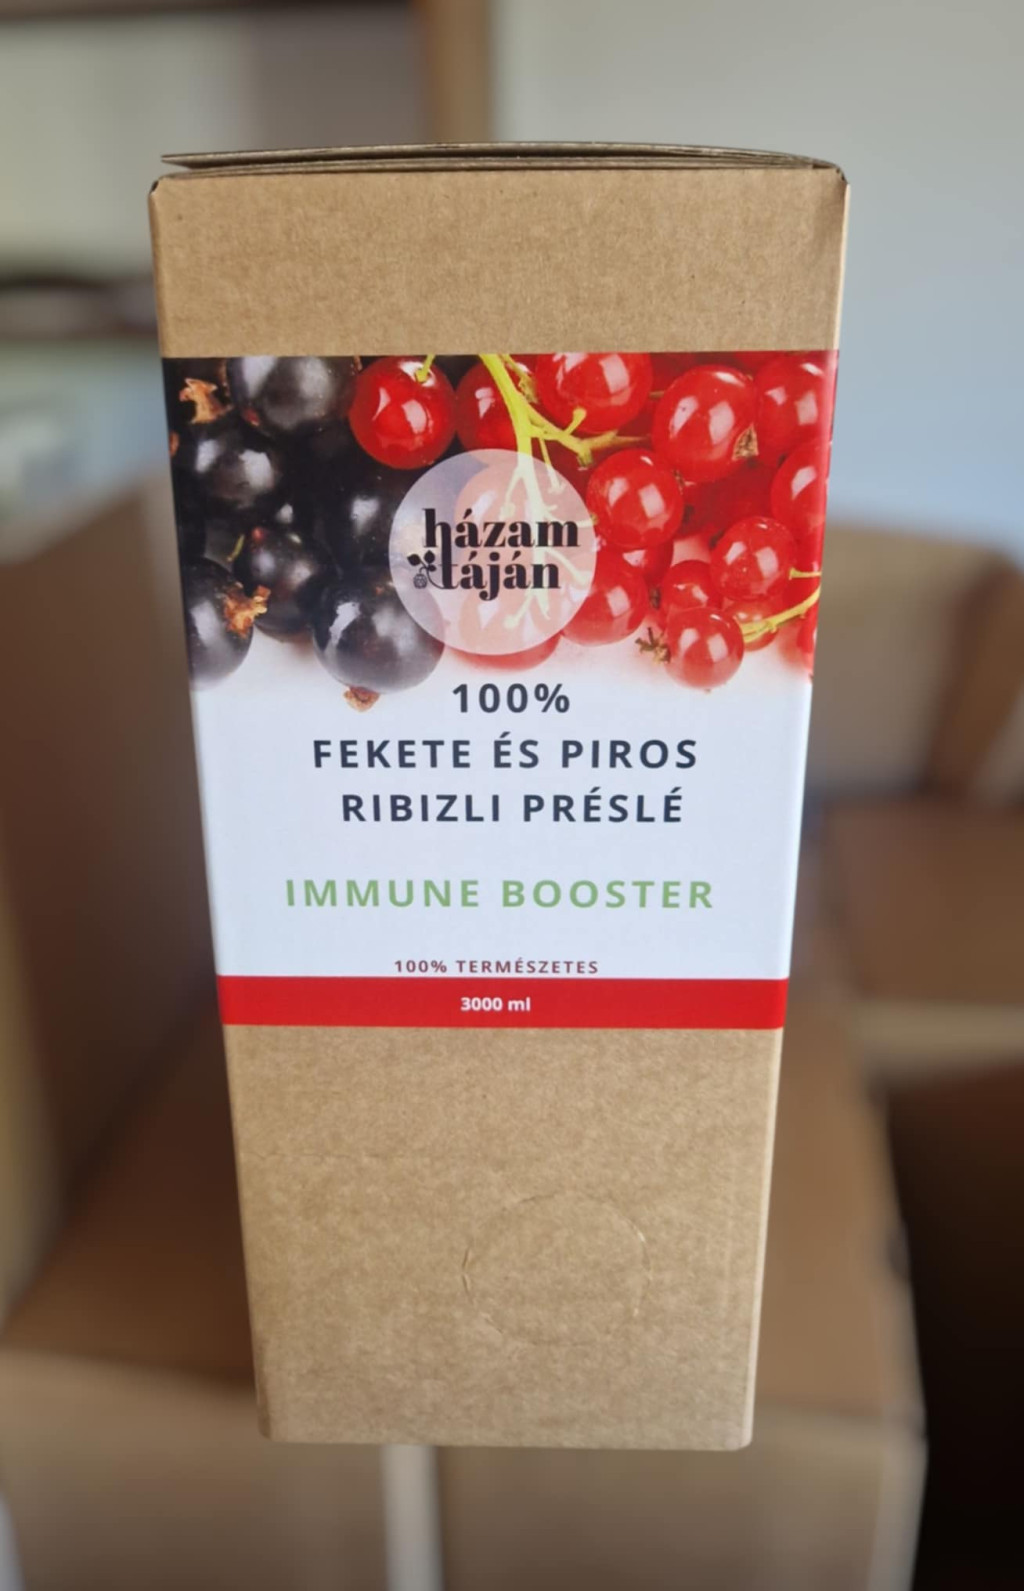 házam
táján
100%
FEKETE ÉS PIROS
RIBIZLI PRÉSLÉ
IMMUNE BOOSTER
100% TERMÉSZETES
3000 ml